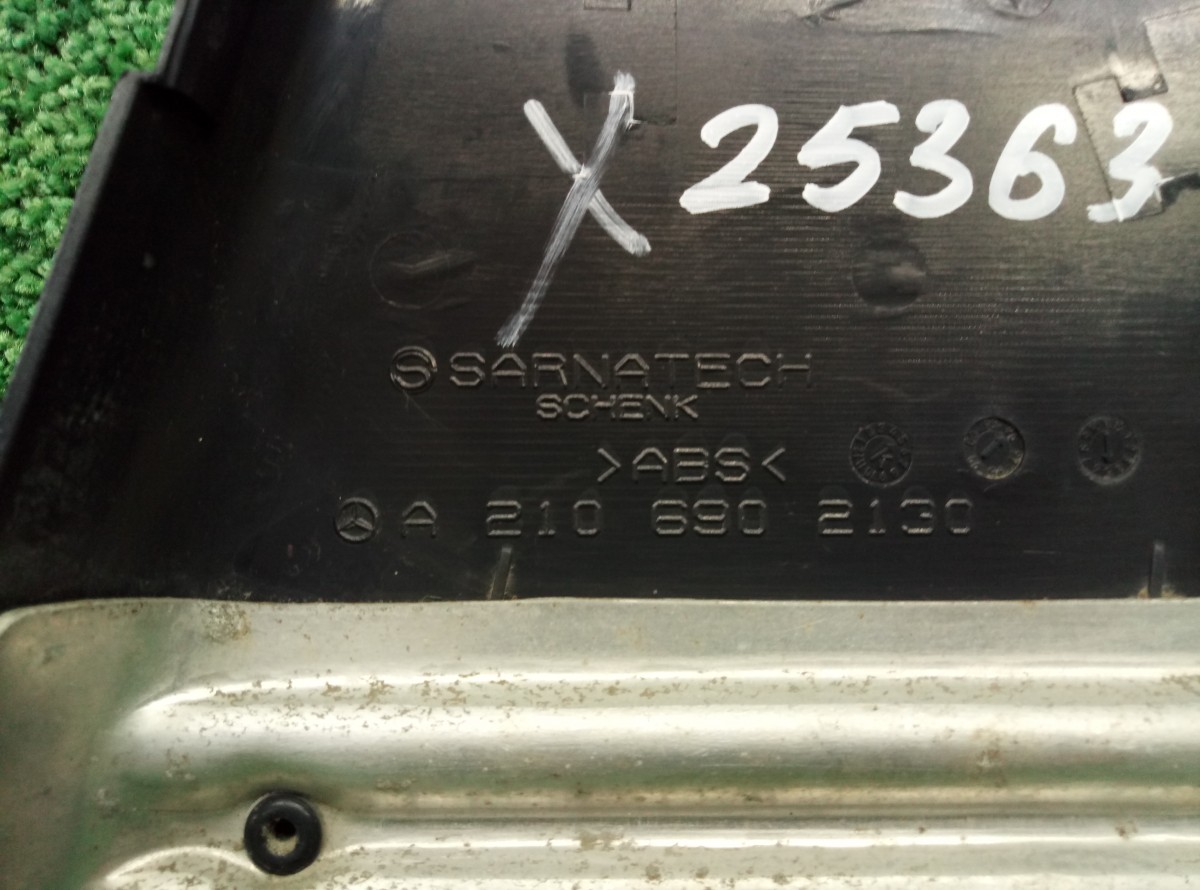 X 25363
SARNATECH
SCHENK
>ABS<
A 210 690 2130